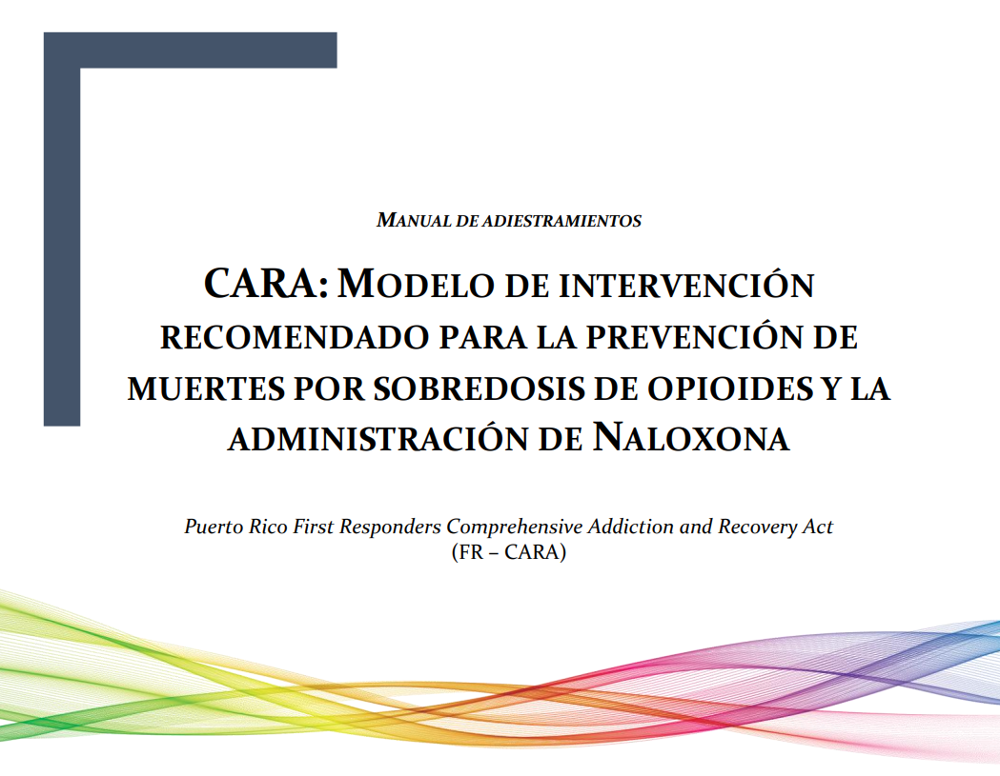 MANUAL DE ADIESTRAMIENTOS
CARA: MODELO DE INTERVENCIÓN
RECOMENDADO PARA LA PREVENCIÓN DE
MUERTES POR SOBREDOSIS DE OPIOIDES Y LA
ADMINISTRACIÓN DE NALOXONA
Puerto Rico First Responders Comprehensive Addiction and Recovery Act
(FR – CARA)